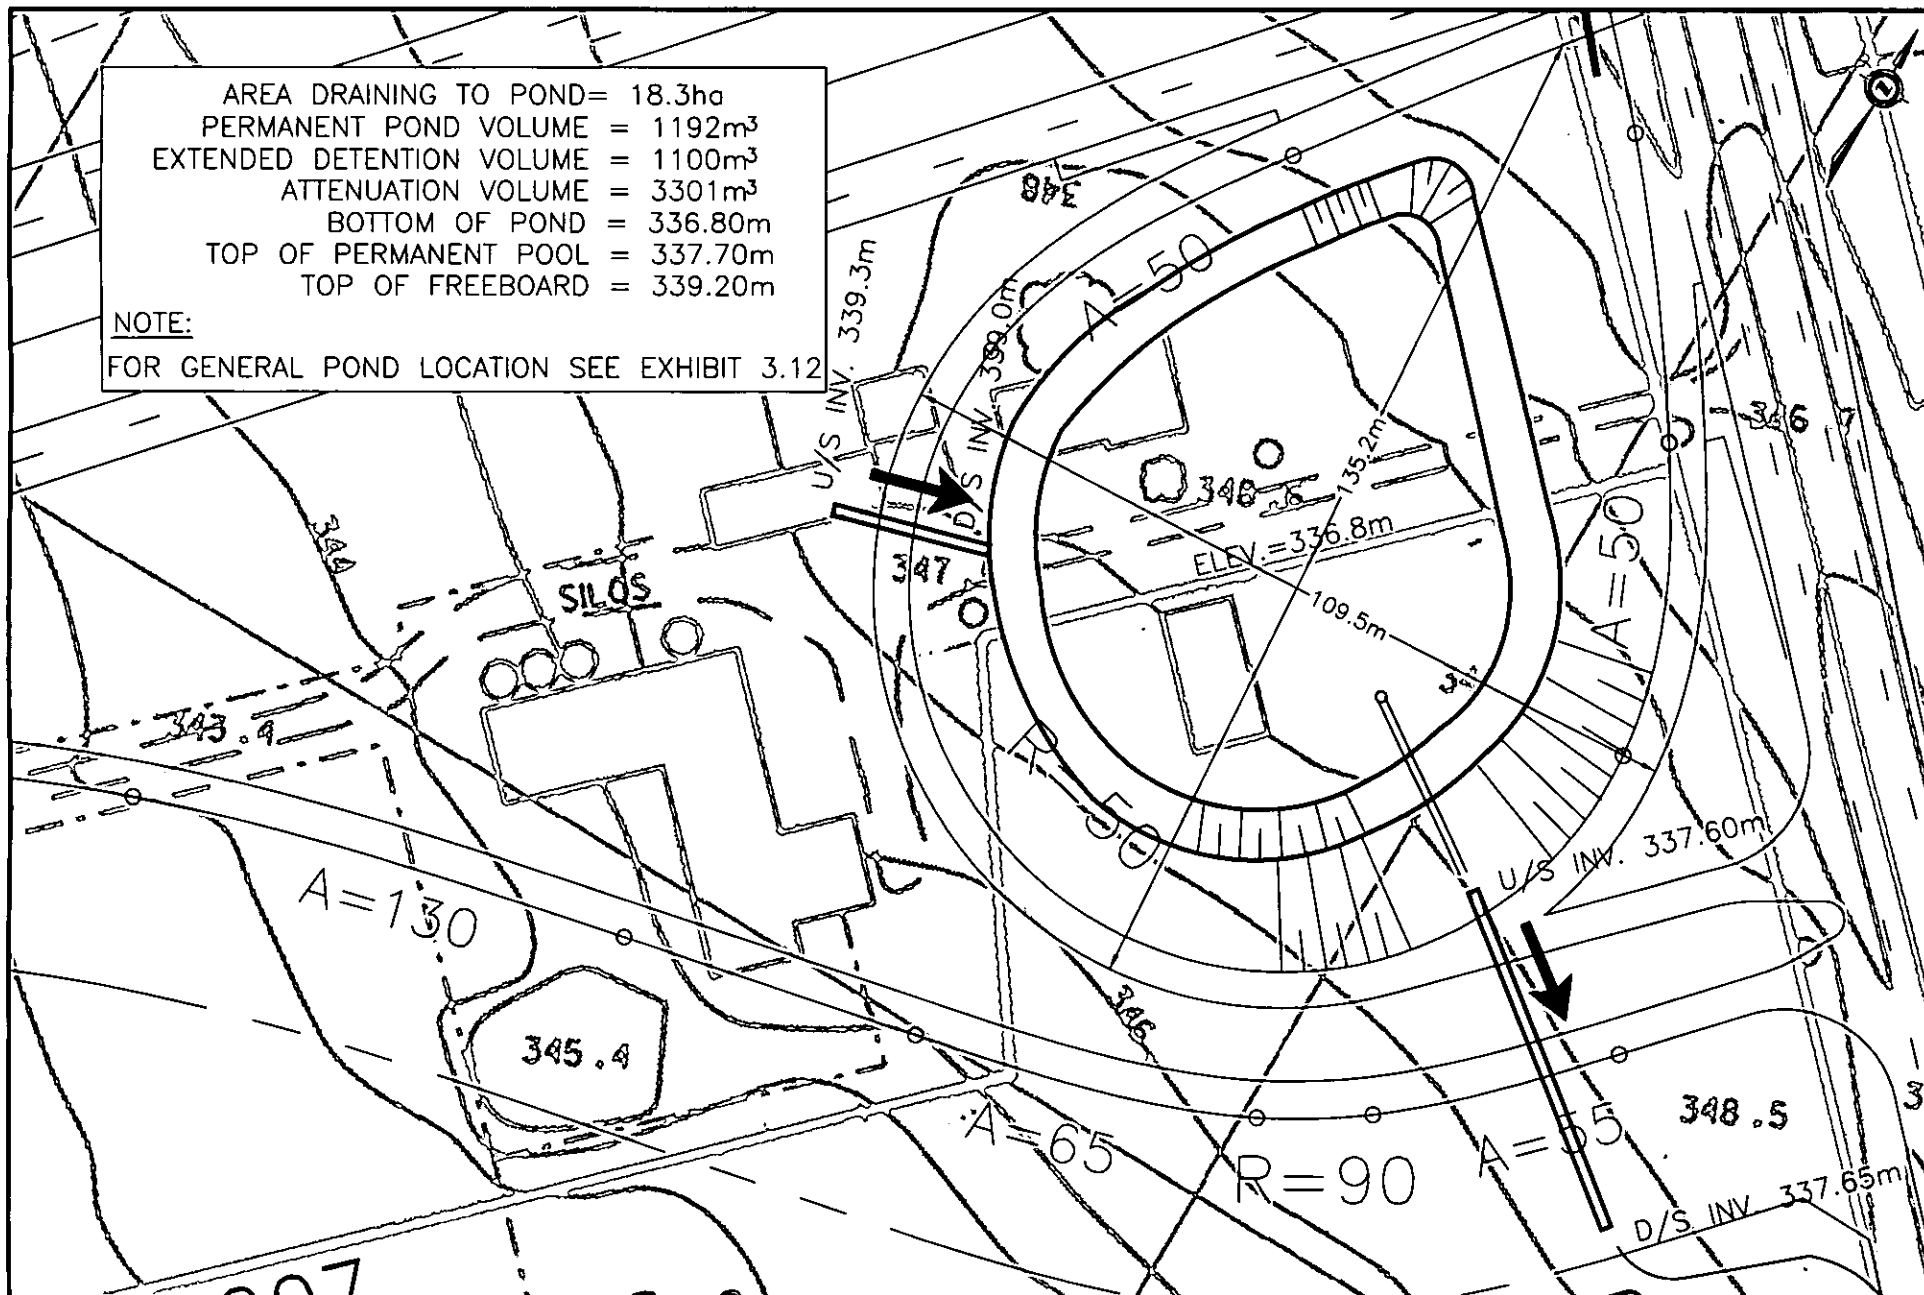 AREA DRAINING TO POND= 18.3ha
PERMANENT POND VOLUME = 1192m³
EXTENDED DETENTION VOLUME = 1100m³
ATTENUATION VOLUME = 3301m³
BOTTOM OF POND = 336.80m
TOP OF PERMANENT POOL = 337.70m
TOP OF FREEBOARD = 339.20m
NOTE:
FOR GENERAL POND LOCATION SEE EXHIBIT 3.12
348
A=50
U/S INV. 339.3m
D/S INV. 399.0m
135.2m
346
ELEV.=336.8m
A=50
344
347
SILOS
109.5m
343.4
50
U/S INV. 337.60m
A=130
346
345.4
A=65
R=90
A=55
348.5
337.65m
D/S INV